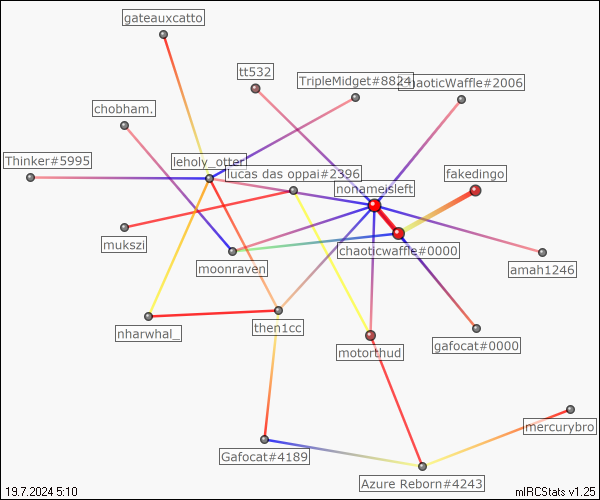 gateauxcatto
tt532
TripleMidget#8824
chaoticWaffle#2006
chobham.
Thinker#5995
leholy_otter
lucas das oppai#2396
fakedingo
nohameisleft
mukszi
chaoticwaffle#0000
moonraven
amah1246
nharwhal_
then1cc
motorthud
gafocat#0000
mercurybro
Gafocat#4189
Azure Reborn#4243
19.7.2024 5:10
mIRCStats v1.25